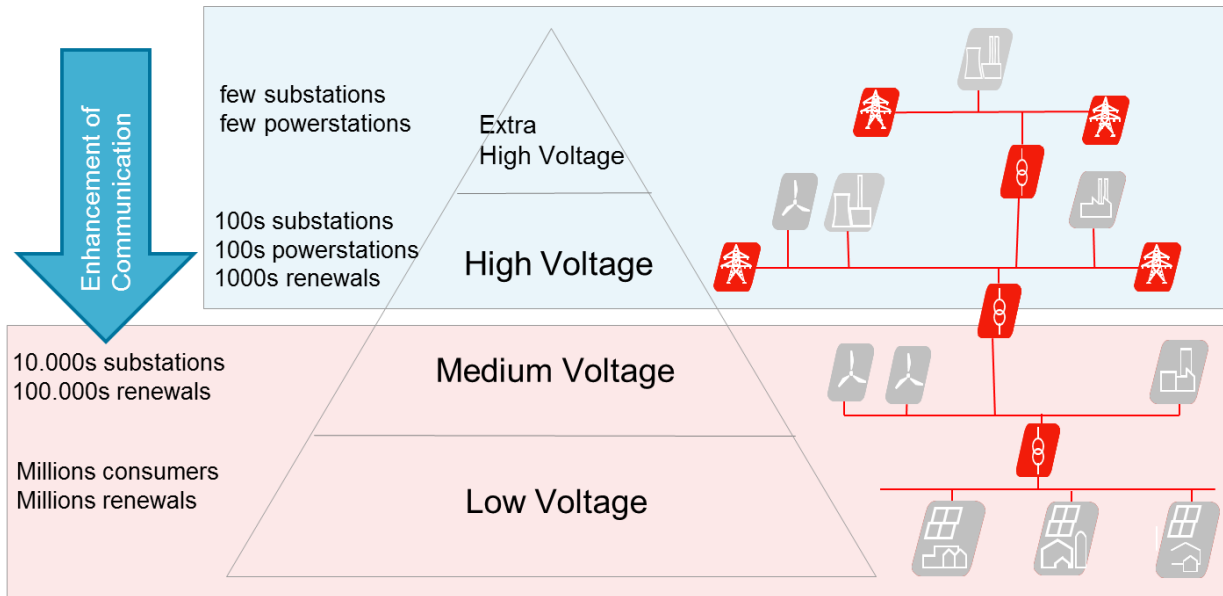 Enhancement of
Communication
few substations
few powerstations
Extra
High Voltage
100s substations
100s powerstations
1000s renewals
High Voltage
10.000s substations
100.000s renewals
Medium Voltage
Millions consumers
Millions renewals
Low Voltage